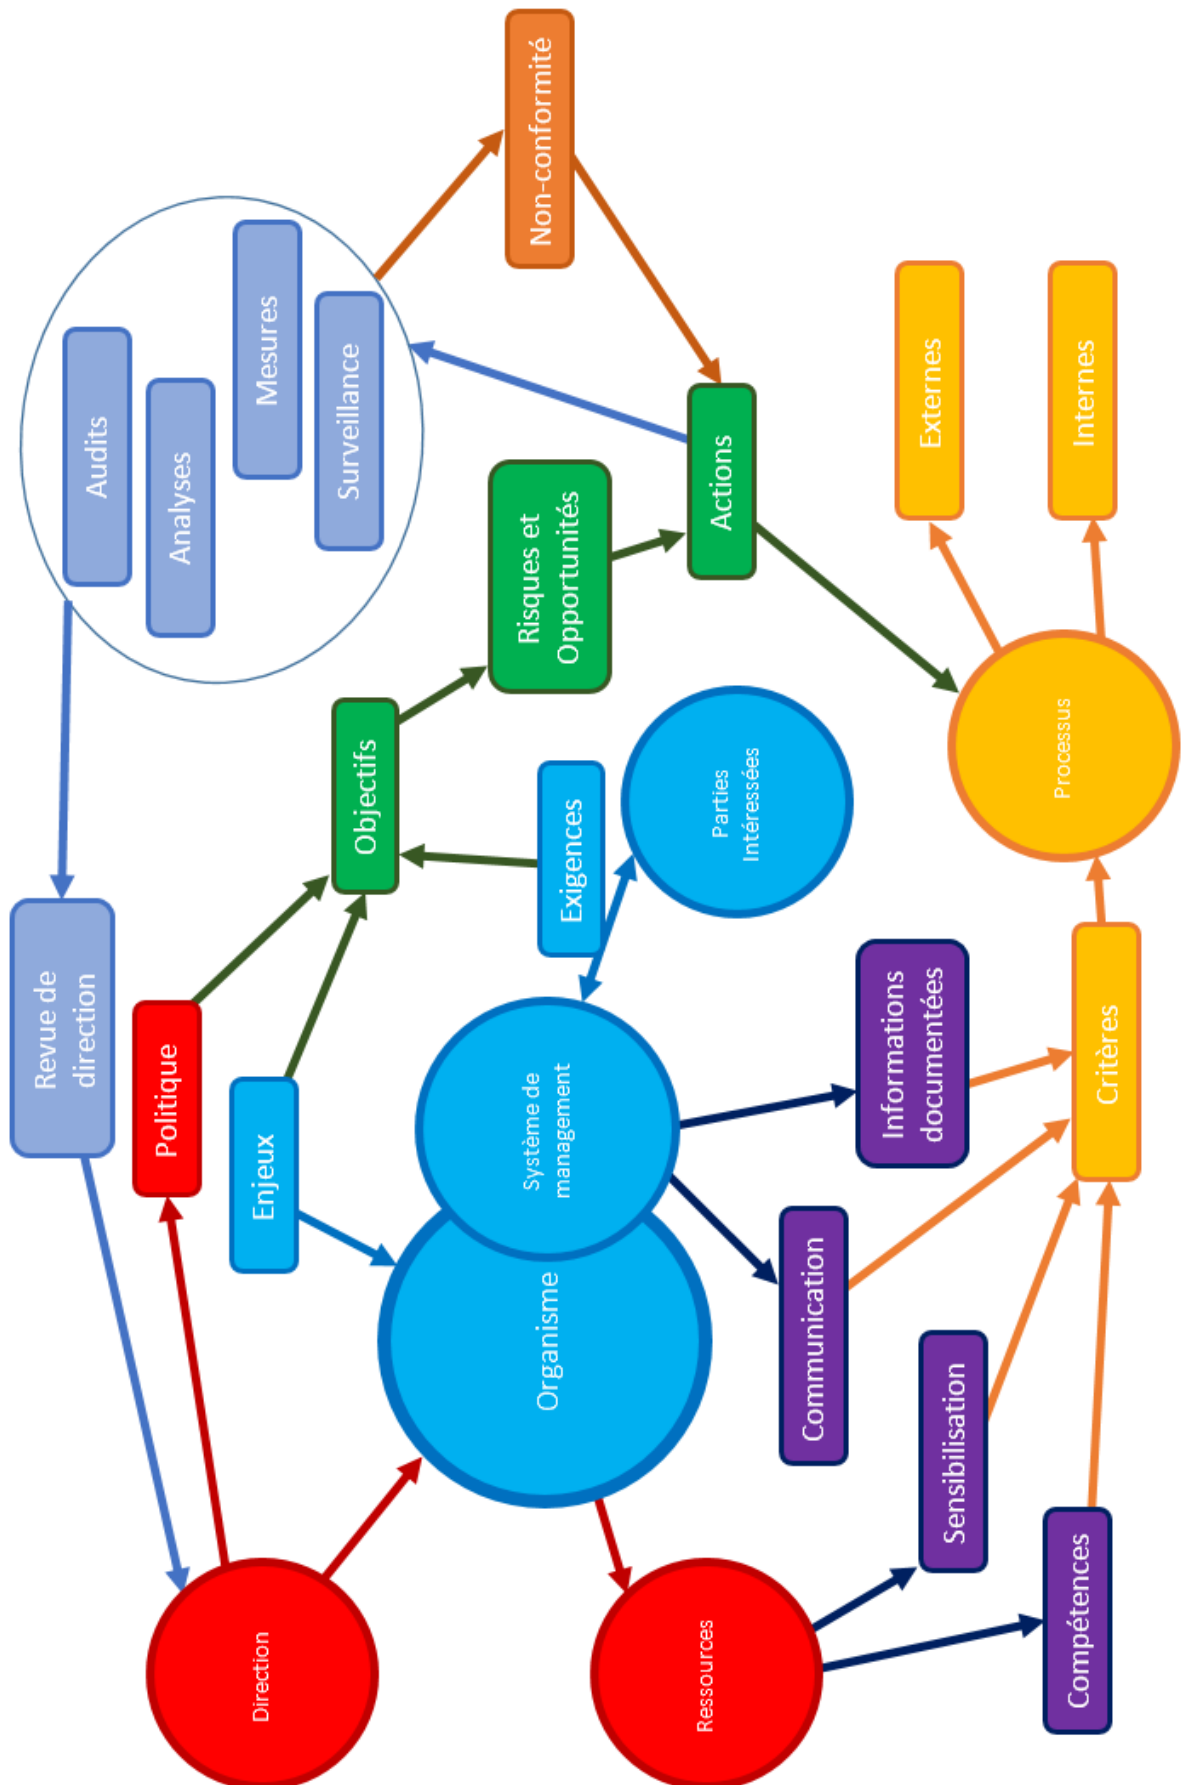 Direction
Revue de
direction
Politique
Enjeux
Audits
Analyses
Mesures
Surveillance
Objectifs
Non-conformité
Risques et
Opportunités
Exigences
Organisme
Système de
management
Parties
Intéressées
Actions
Ressources
Communication
Informations
documentées
Sensibilisation
Compétences
Critères
Processus
Externes
Internes